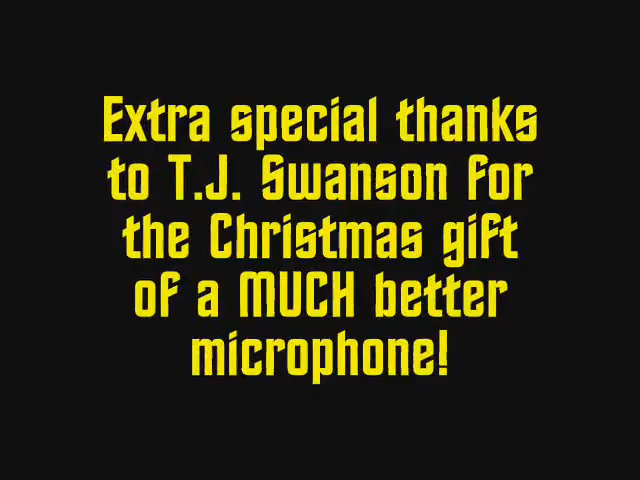 Extra special thanks
to T.J. Swanson for
the Christmas gift
of a MUCH better
microphone!